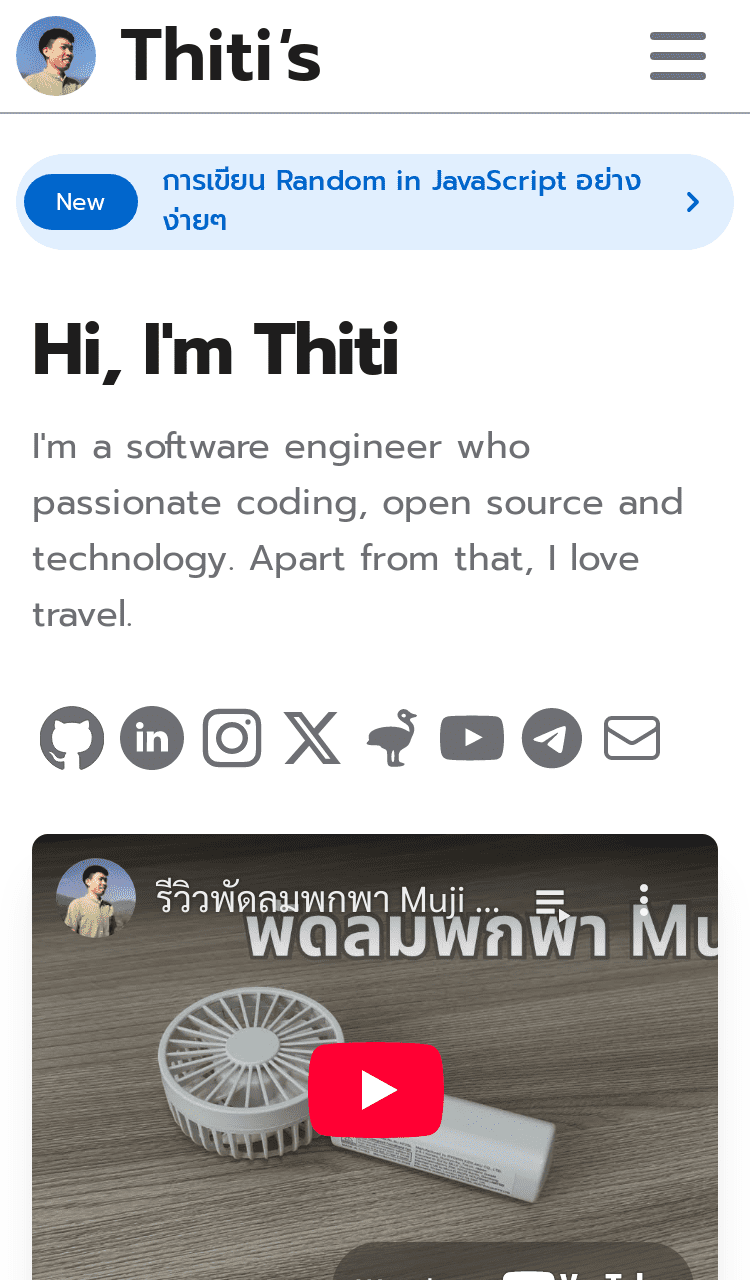 Thiti’s
New
การเขียน Random in JavaScript อย่าง
ง่ายๆ
Hi, I'm Thiti
I'm a software engineer who
passionate coding, open source and
technology. Apart from that, I love
travel.
in
รีวิวพัดลมพกพา Muji ...
พัดลมพกพา Mu